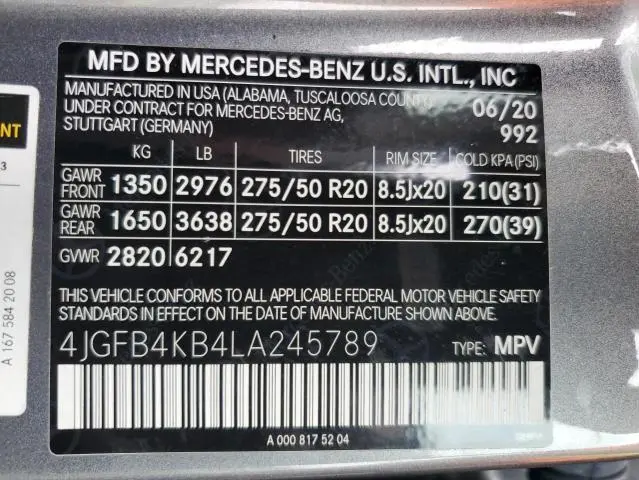 MFD BY MERCEDES-BENZ U.S. INTL., INC
MANUFACTURED IN USA (ALABAMA, TUSCALOOSA COUNTY) 06/20
UNDER CONTRACT FOR MERCEDES-BENZ AG,
STUTTGART (GERMANY) 992
KG LB TIRES RIM SIZE COLD KPA(PSI)
GAWR FRONT 1350 2976 275/50 R20 8.5Jx20 210(31)
GAWR REAR 1650 3638 275/50 R20 8.5Jx20 270(39)
GVWR 2820 6217
THIS VEHICLE CONFORMS TO ALL APPLICABLE FEDERAL MOTOR VEHICLE SAFETY
STANDARDS IN EFFECT ON THE DATE OF MANUFACTURE SHOWN ABOVE.
4JGFB4KB4LA245789 TYPE: MPV
A 000 817 52 04
A 167 584 20 08